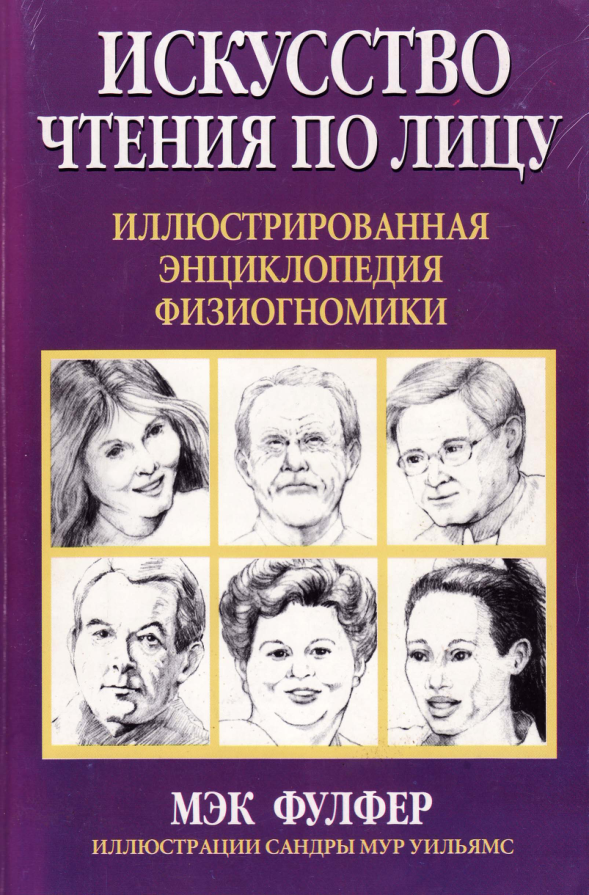 ИСКУССТВО
ЧТЕНИЯ ПО ЛИЦУ
ИЛЛЮСТРИРОВАННАЯ
ЭНЦИКЛОПЕДИЯ
ФИЗИОГНОМИКИ
МЭК ФУЛФЕР
ИЛЛЮСТРАЦИИ САНДРЫ МУР УИЛЬЯМС